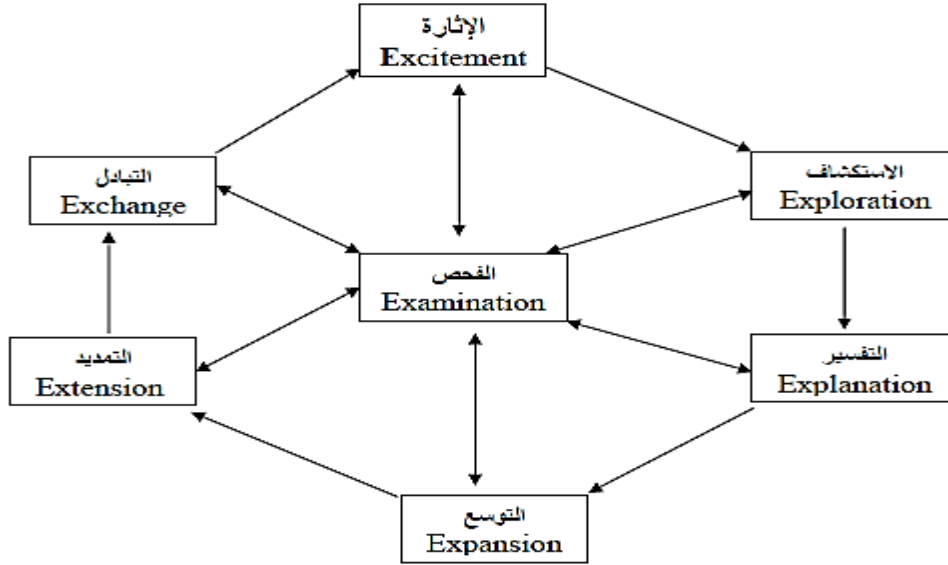 الإثارة
Excitement
التبادل
Exchange
الاستكشاف
Exploration
الفحص
Examination
التمديد
Extension
التفسير
Explanation
التوسع
Expansion